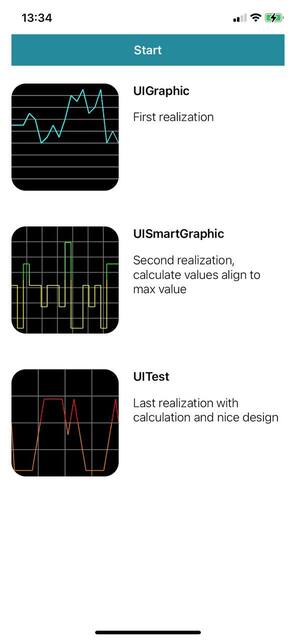 13:34
Start
UIGraphic
First realization
UISmartGraphic
Second realization,
calculate values align to
max value
UITest
Last realization with
calculation and nice design